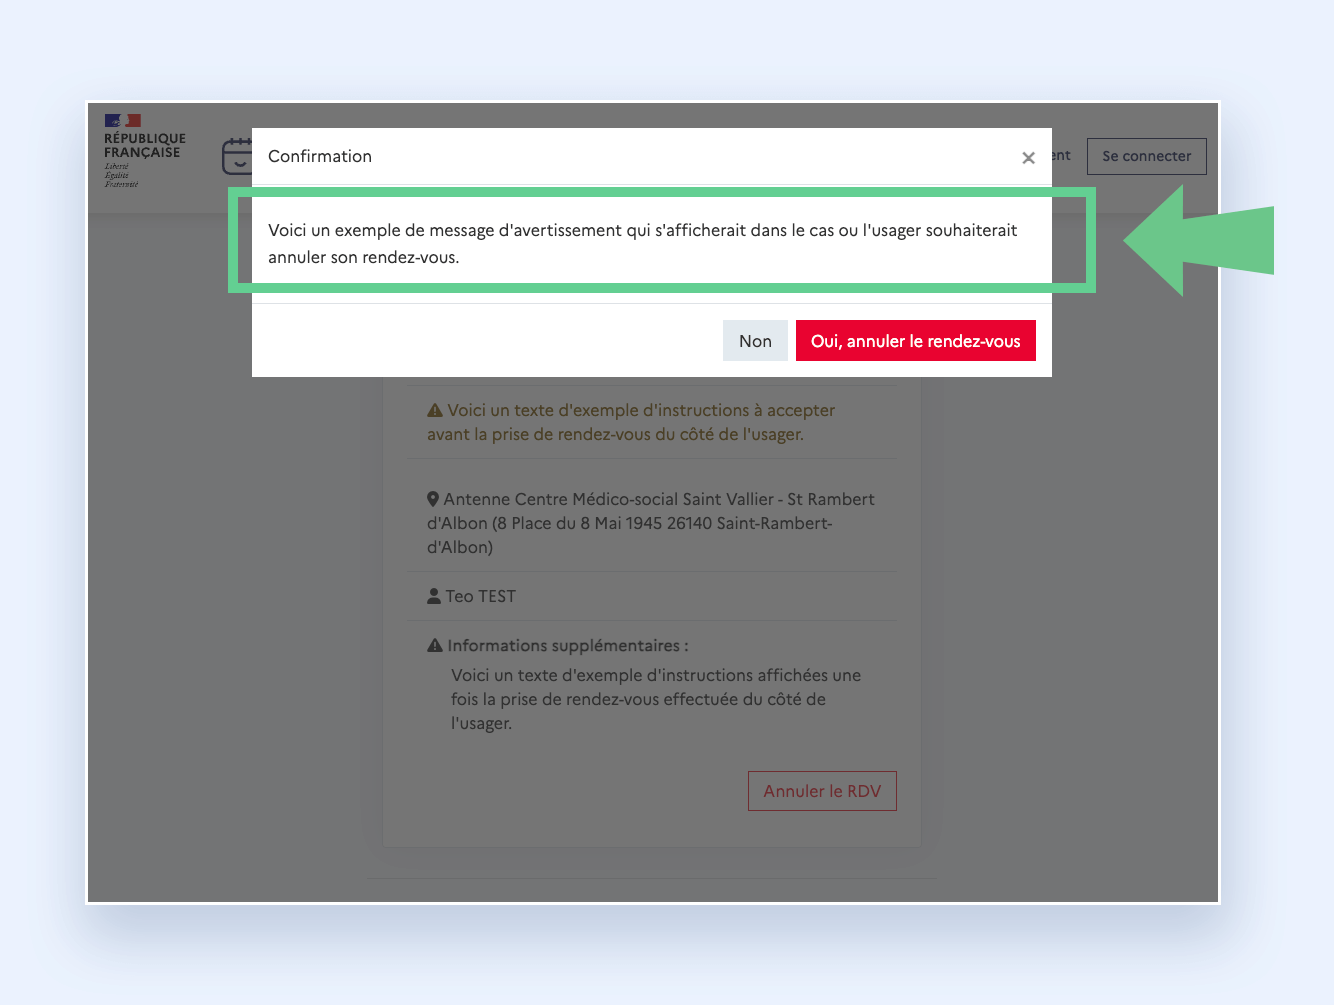 RÉPUBLIQUE
FRANÇAISE
Liberté
Égalité
Fraternité
Se connecter
Confirmation
×
Voici un exemple de message d'avertissement qui s'afficherait dans le cas ou l'usager souhaiterait
annuler son rendez-vous.
Non
Oui, annuler le rendez-vous
Voici un texte d'exemple d'instructions à accepter
avant la prise de rendez-vous du côté de l'usager.
Antenne Centre Médico-social Saint Vallier - St Rambert
d'Albon (8 Place du 8 Mai 1945 26140 Saint-Rambert-
d'Albon)
Teo TEST
Informations supplémentaires :
Voici un texte d'exemple d'instructions affichées une
fois la prise de rendez-vous effectuée du côté de
l'usager.
Annuler le RDV